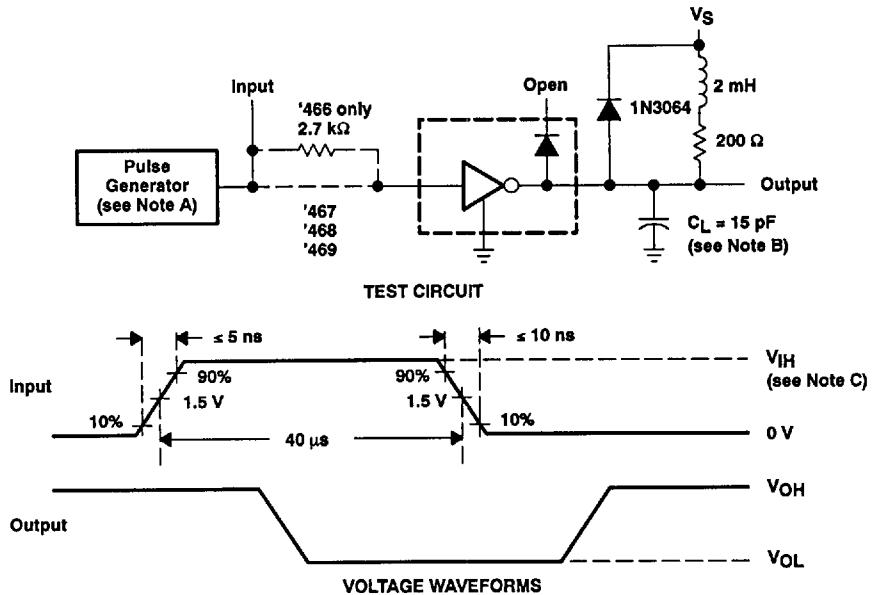 VS
Input
Open
2 mH
'466 only
2.7 kΩ
1N3064
200 Ω
Pulse
Generator
(see Note A)
Output
'467
'468
'469
CL = 15 pF
(see Note B)
TEST CIRCUIT
≤ 5 ns
≤ 10 ns
VIH
(see Note C)
Input
90%
90%
1.5 V
1.5 V
10%
10%
40 μs
0 V
VOH
Output
VOL
VOLTAGE WAVEFORMS